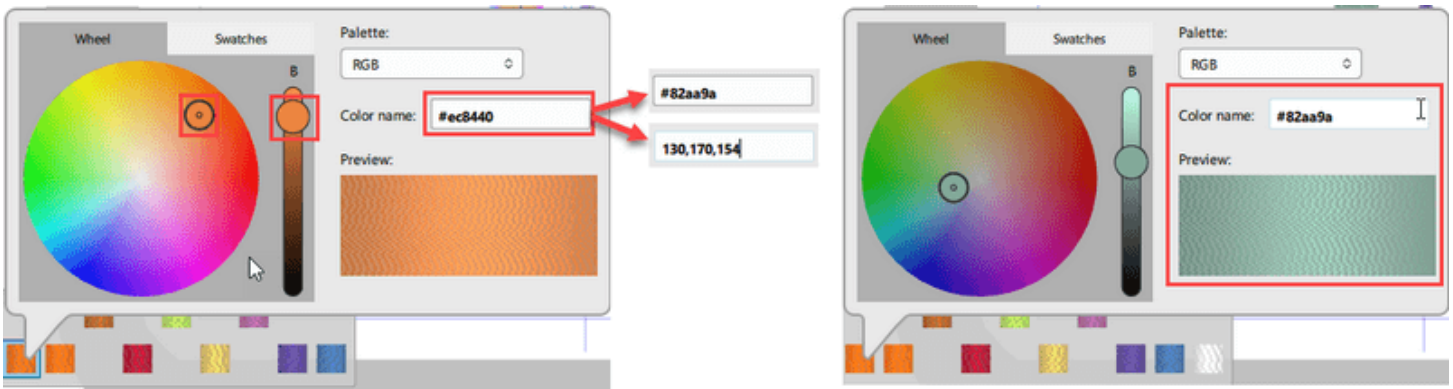 Wheel
Swatches
B
Palette:
RGB
Color name:
#ec8440
Preview:
#82aa9a
130,170,154
Wheel
Swatches
B
Palette:
RGB
Color name:
#82aa9a
Preview: